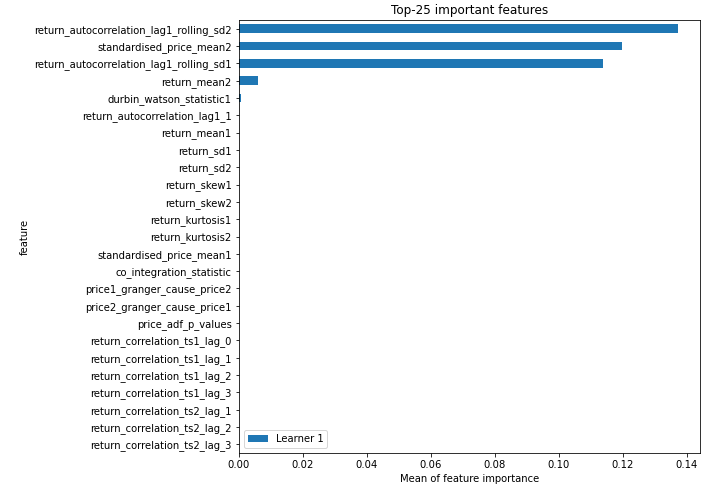 Top-25 important features
return_autocorrelation_lag1_rolling_sd2
standardised_price_mean2
return_autocorrelation_lag1_rolling_sd1
return_mean2
durbin_watson_statistic1
return_autocorrelation_lag1_1
return_mean1
return_sd1
return_sd2
return_skew1
return_skew2
return_kurtosis1
return_kurtosis2
standardised_price_mean1
co_integration_statistic
price1_granger_cause_price2
price2_granger_cause_price1
price_adf_p_values
return_correlation_ts1_lag_0
return_correlation_ts1_lag_1
return_correlation_ts1_lag_2
return_correlation_ts1_lag_3
return_correlation_ts2_lag_1
return_correlation_ts2_lag_2
return_correlation_ts2_lag_3
feature
Learner 1
0.00 0.02 0.04 0.06 0.08 0.10 0.12 0.14
Mean of feature importance